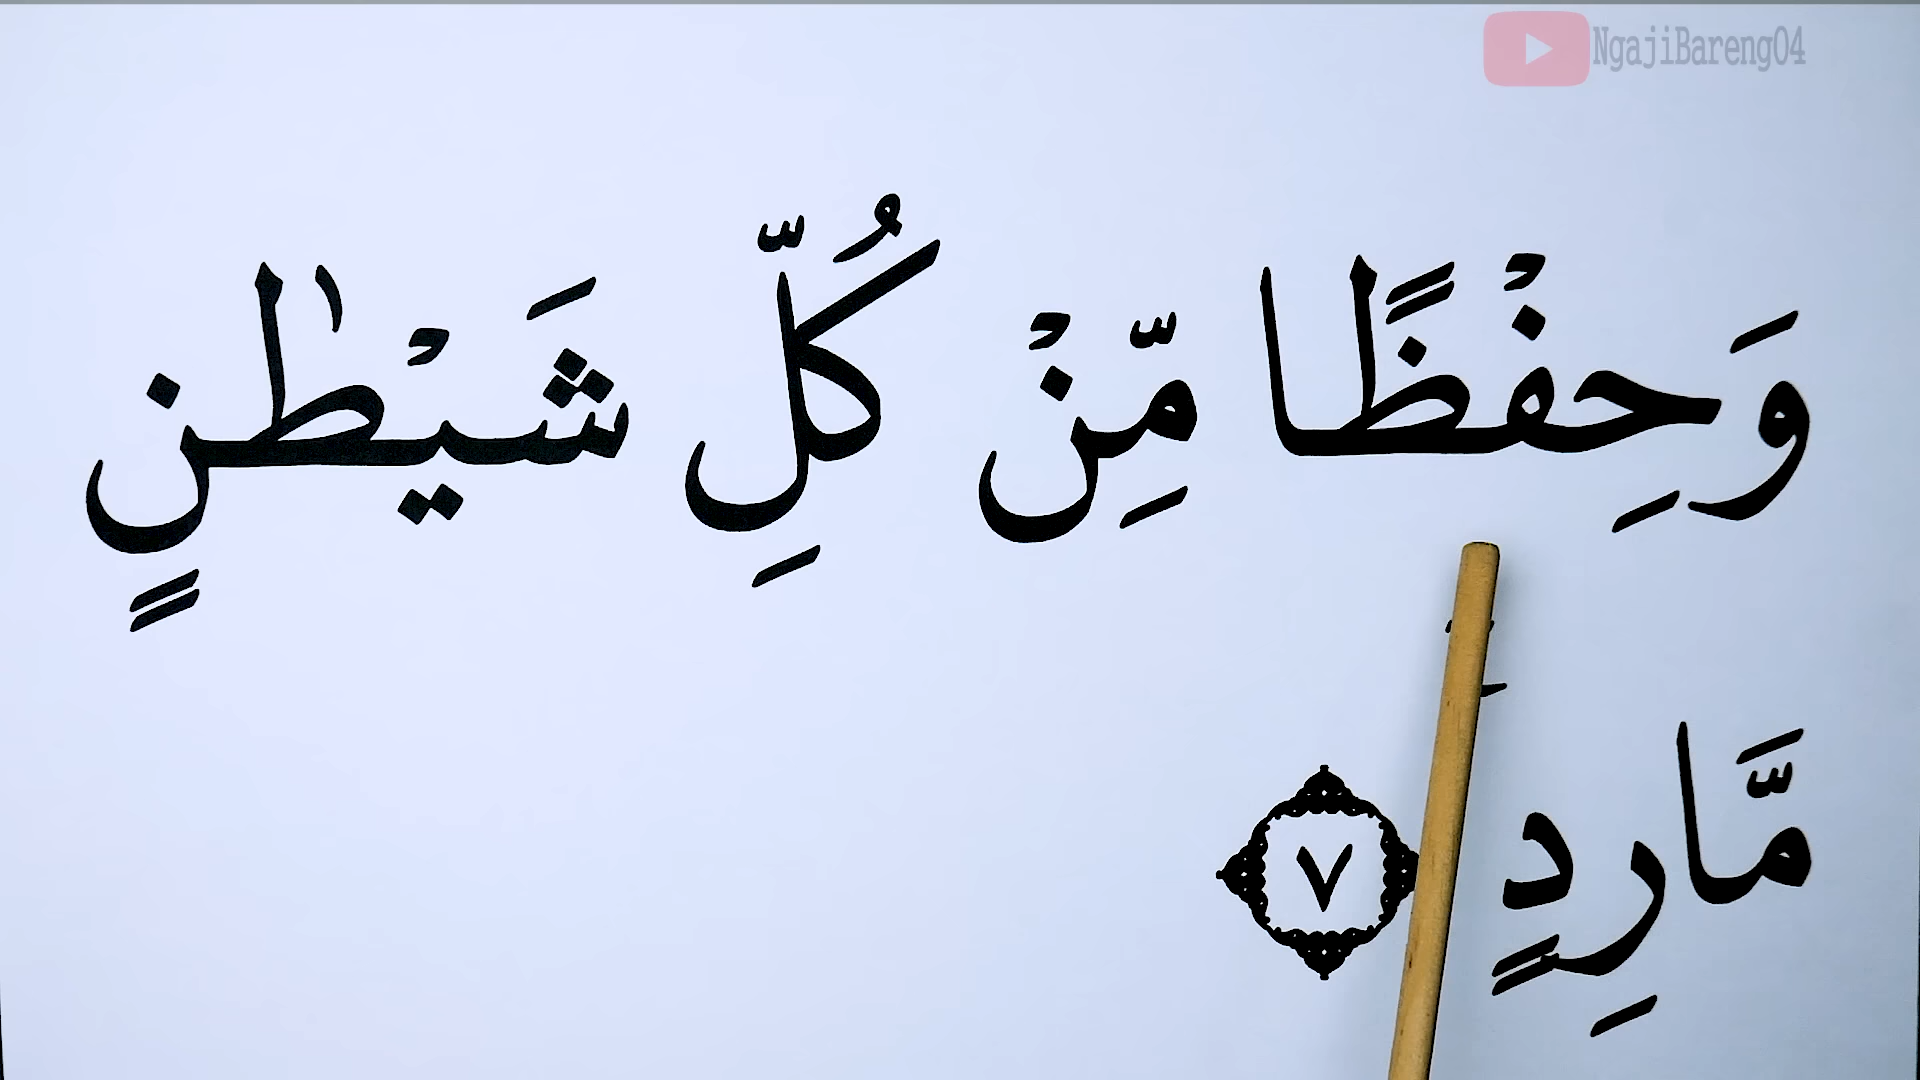 NgajiBareng04
وَحِفْظًا مِّنْ كُلِّ شَيْطٰنٍ
مَّارِدٍ ٧